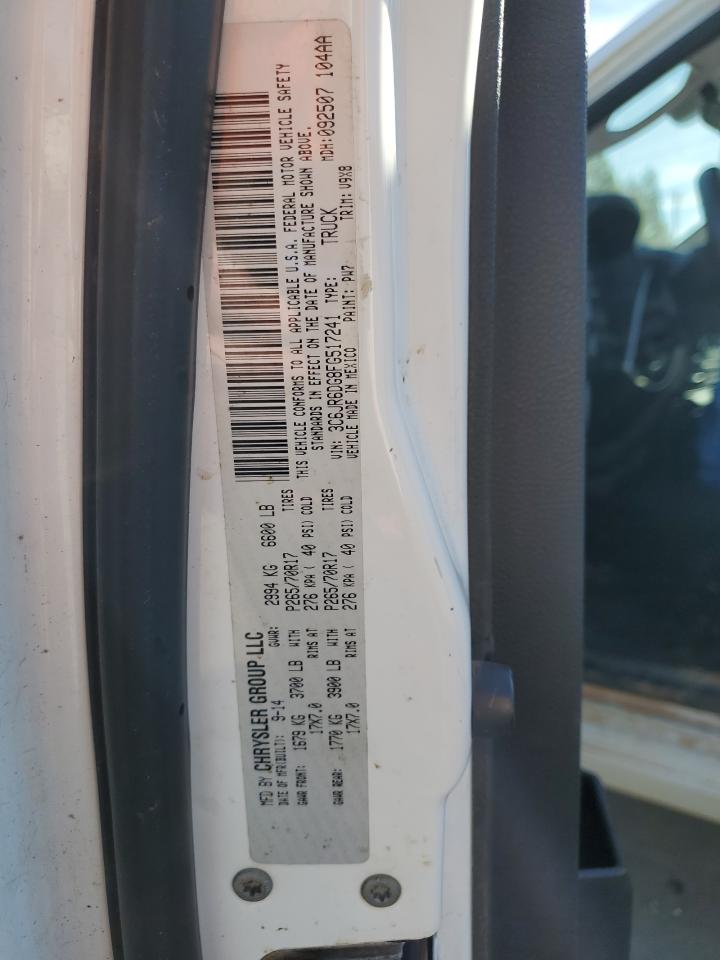 MFD BY CHRYSLER GROUP LLC
DATE OF MFR(BUILT): 9-14 GVWR: 2994 KG 6600 LB
GAWR FRONT: 1679 KG 3700 LB WITH P265/70R17 TIRES
17X7.0 RIMS AT 276 KPA ( 40 PSI) COLD
GAWR REAR: 1770 KG 3900 LB WITH P265/70R17 TIRES
17X7.0 RIMS AT 276 KPA ( 40 PSI) COLD
THIS VEHICLE CONFORMS TO ALL APPLICABLE U.S.A. FEDERAL MOTOR VEHICLE SAFETY
STANDARDS IN EFFECT ON THE DATE OF MANUFACTURE SHOWN ABOVE.
VIN: 3C6JR6DG8FG517241 TYPE: TRUCK MDH:092507 104AA
VEHICLE MADE IN MEXICO PAINT: PW7 TRIM: V9X8